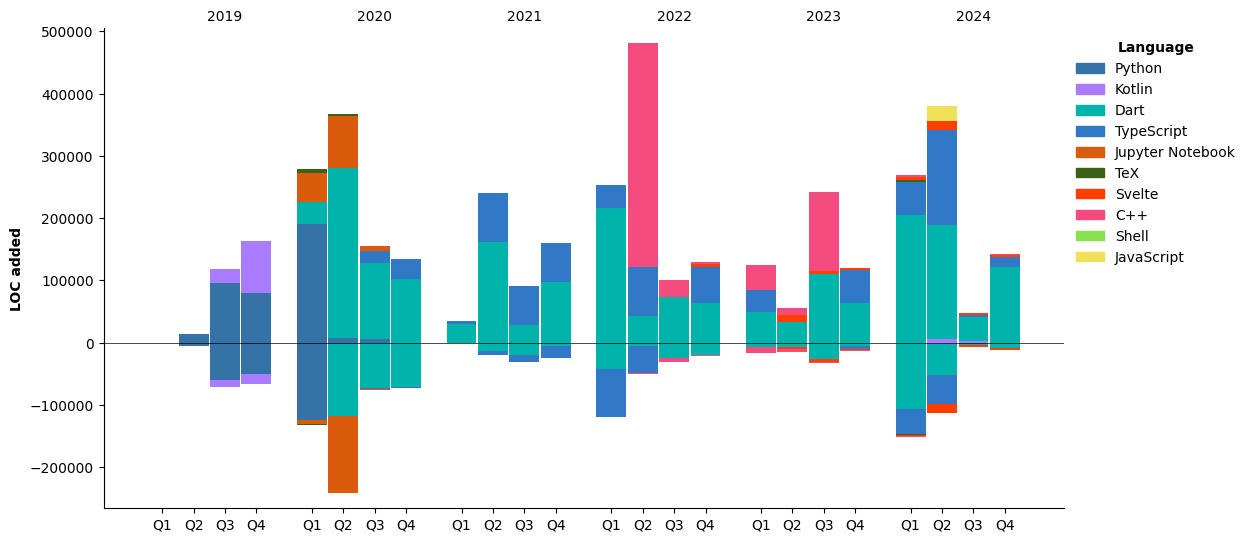 2019 2020 2021 2022 2023 2024
500000
400000
300000
200000
100000
0
−100000
−200000
LOC added
Q1 Q2 Q3 Q4 Q1 Q2 Q3 Q4 Q1 Q2 Q3 Q4 Q1 Q2 Q3 Q4 Q1 Q2 Q3 Q4 Q1 Q2 Q3 Q4
Language
Python
Kotlin
Dart
TypeScript
Jupyter Notebook
TeX
Svelte
C++
Shell
JavaScript